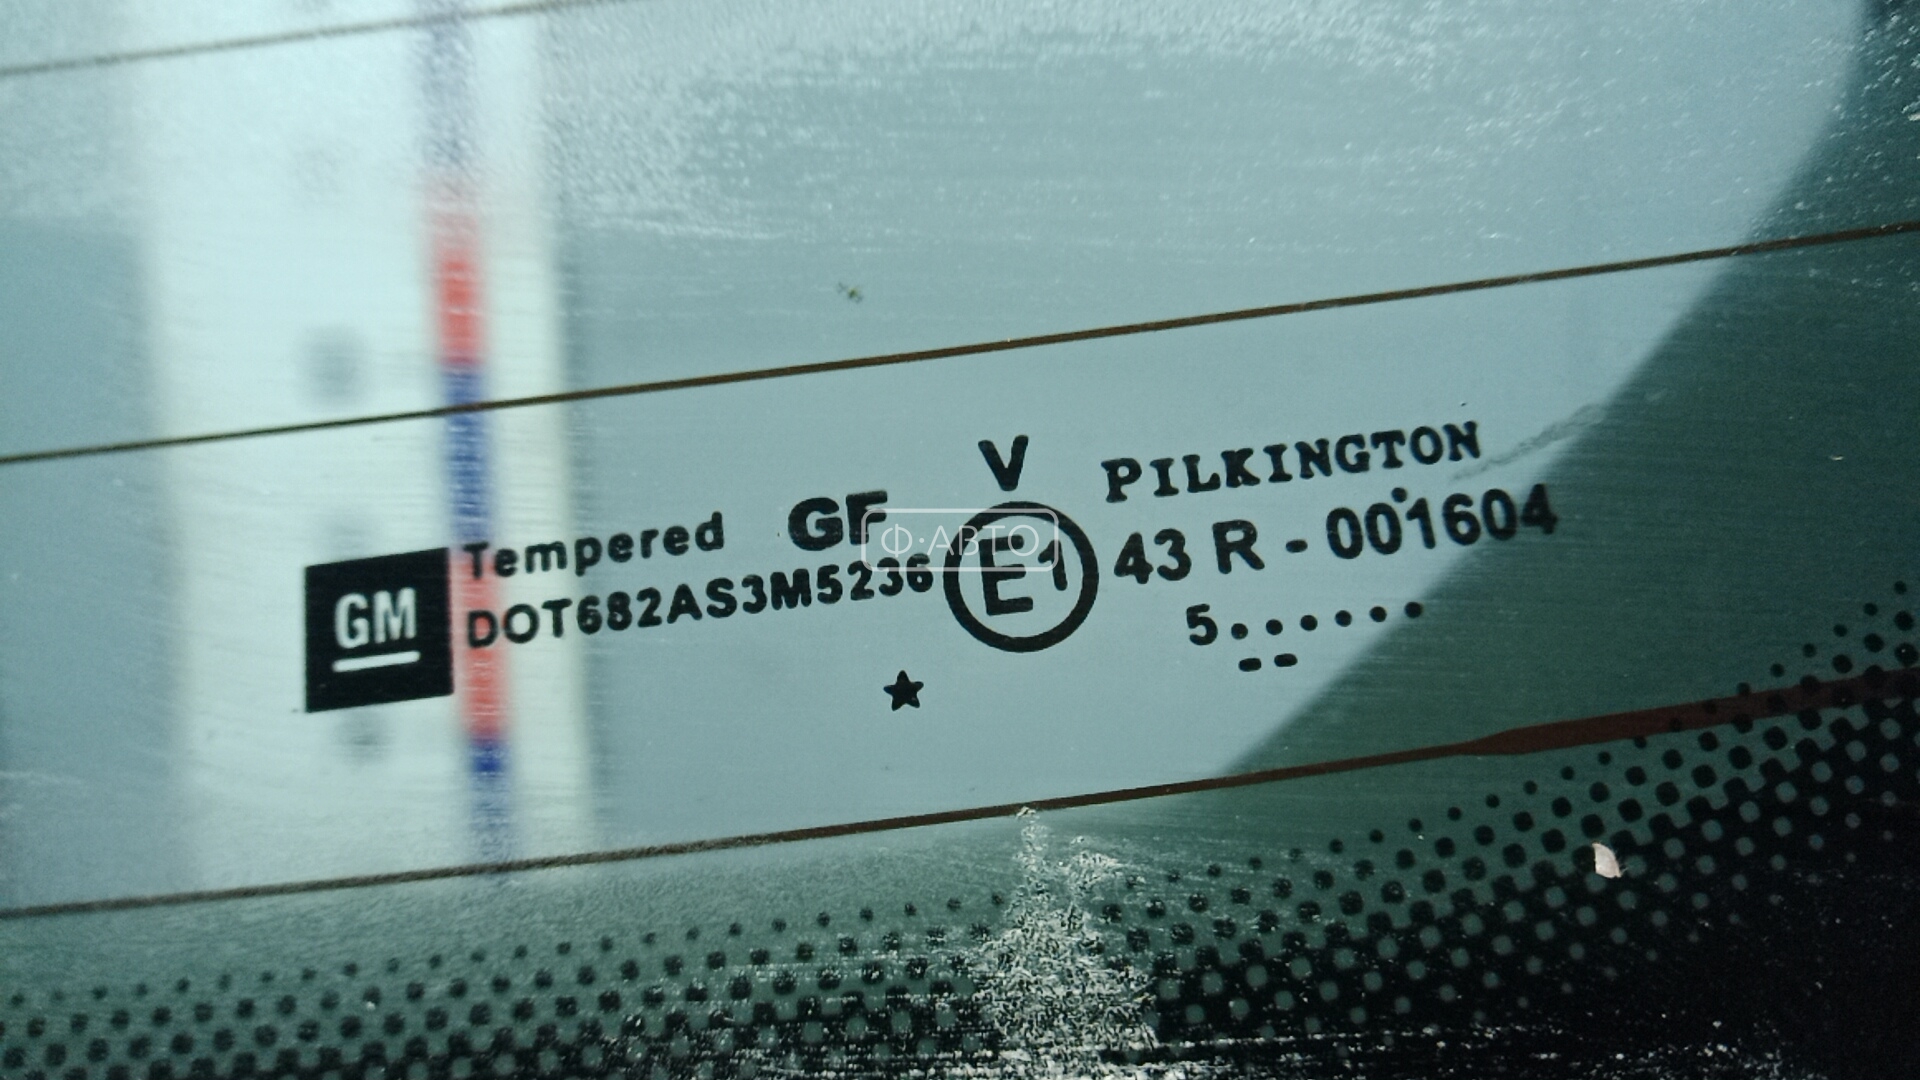 V PILKINGTON
Tempered GF
43 R - 001604
GM
DOT682AS3M5236 E1
5
Ф·АВТО